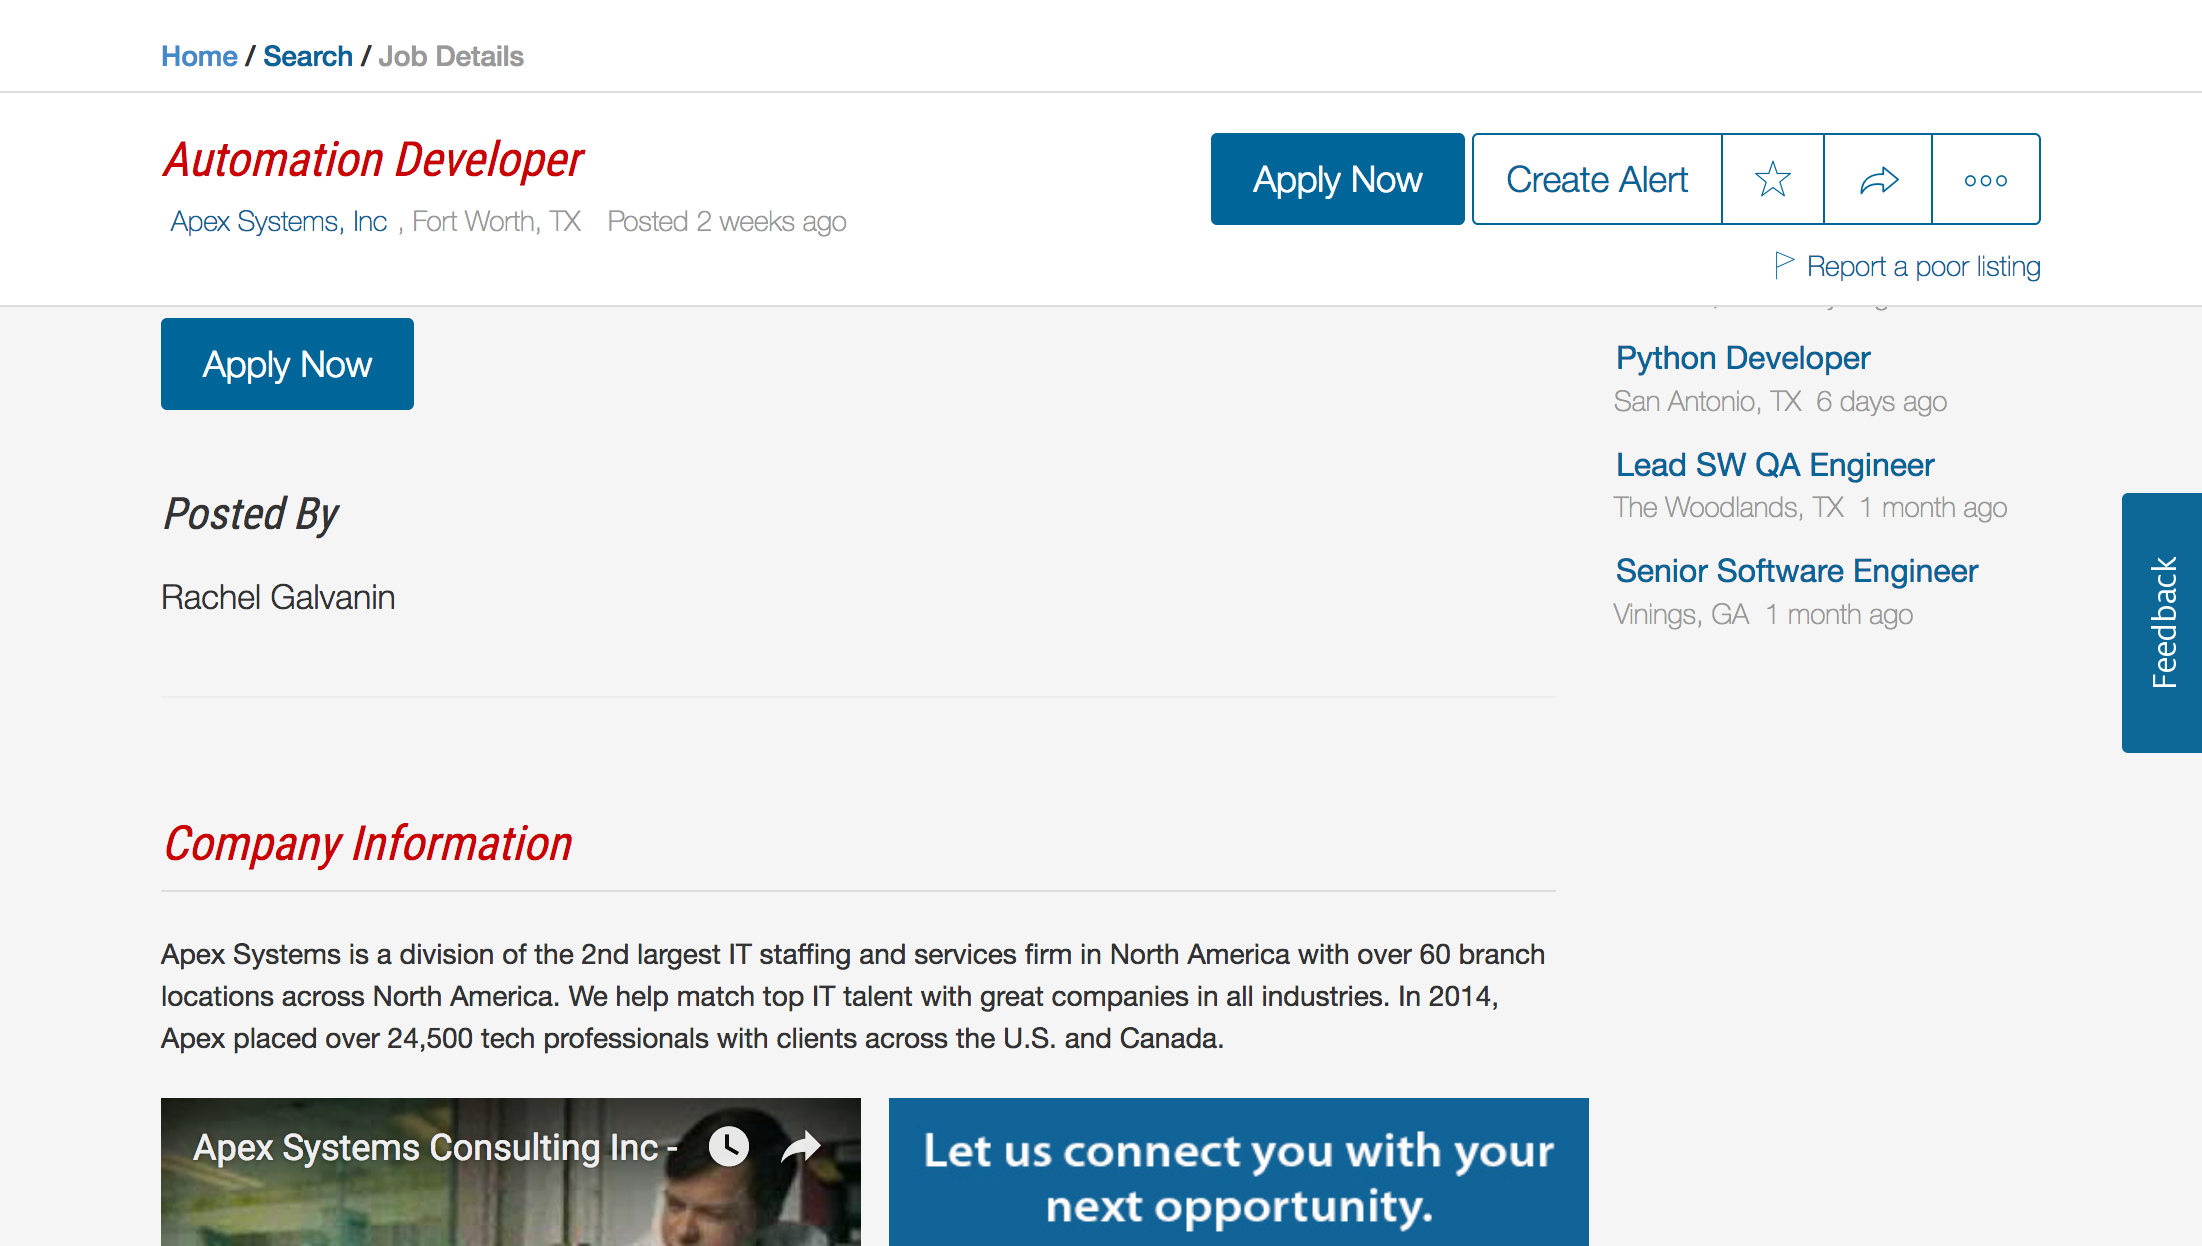 Home / Search / Job Details
Automation Developer
Apex Systems, Inc , Fort Worth, TX Posted 2 weeks ago
Apply Now
Create Alert
Report a poor listing
Apply Now
Posted By
Rachel Galvanin
Python Developer
San Antonio, TX 6 days ago
Lead SW QA Engineer
The Woodlands, TX 1 month ago
Senior Software Engineer
Vinings, GA 1 month ago
Feedback
Company Information
Apex Systems is a division of the 2nd largest IT staffing and services firm in North America with over 60 branch
locations across North America. We help match top IT talent with great companies in all industries. In 2014,
Apex placed over 24,500 tech professionals with clients across the U.S. and Canada.
Apex Systems Consulting Inc -
Let us connect you with your
next opportunity.